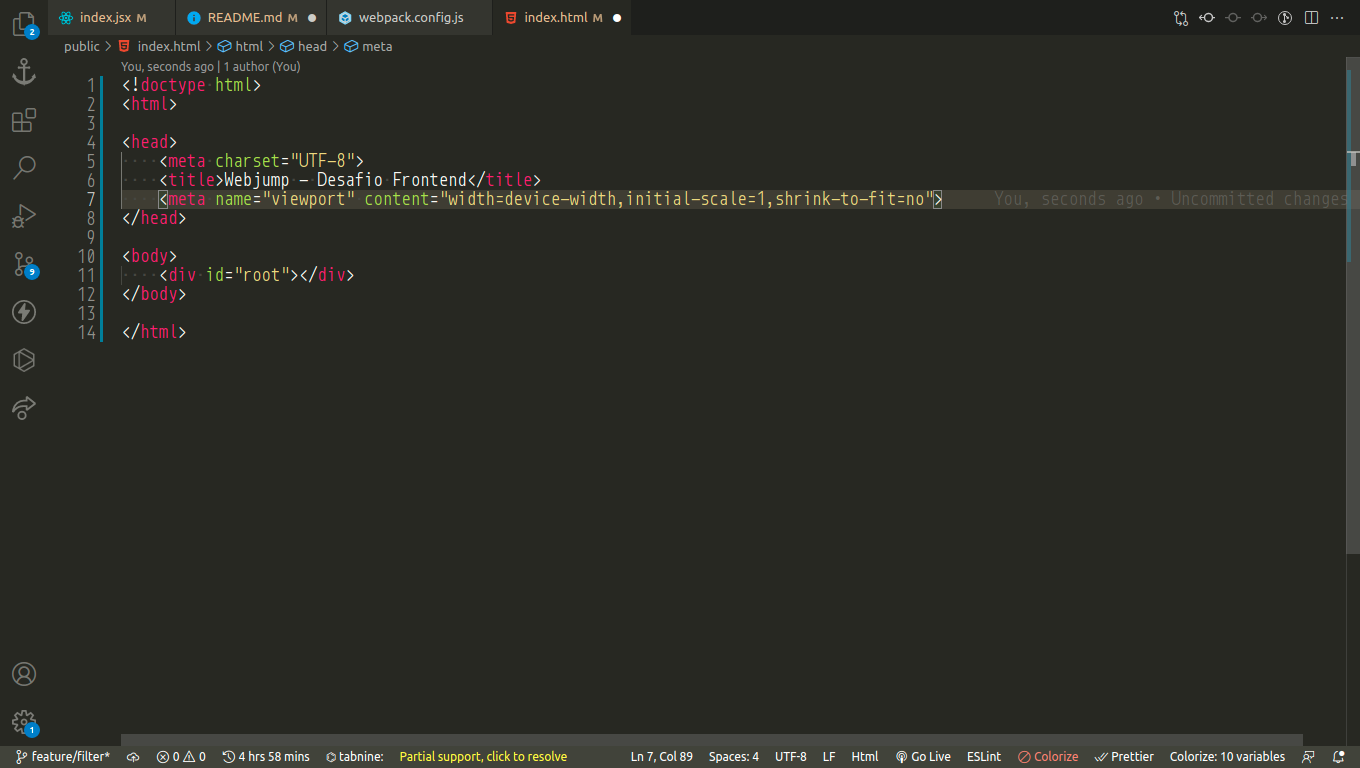 index.jsx M README.md M webpack.config.js index.html M
public > index.html > html > head > meta
You, seconds ago | 1 author (You)
1 <!doctype html>
2 <html>
3
4 <head>
5 <meta charset="UTF-8">
6 <title>Webjump - Desafio Frontend</title>
7 <meta name="viewport" content="width=device-width,initial-scale=1,shrink-to-fit=no"> You, seconds ago • Uncommitted changes
8 </head>
9
10 <body>
11 <div id="root"></div>
12 </body>
13
14 </html>
2
9
1
feature/filter* 0 0 4 hrs 58 mins tabnine: Partial support, click to resolve Ln 7, Col 89 Spaces: 4 UTF-8 LF Html Go Live ESLint Colorize Prettier Colorize: 10 variables